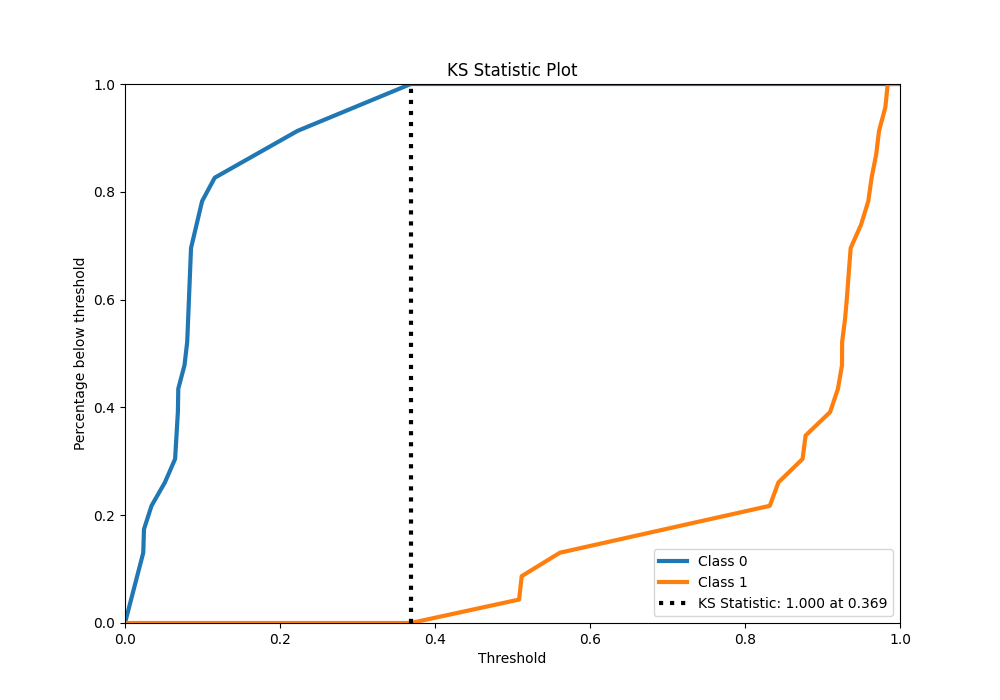 KS Statistic Plot
1.0
0.8
0.6
0.4
0.2
0.0
Percentage below threshold
0.0 0.2 0.4 0.6 0.8 1.0
Threshold
Class 0
Class 1
KS Statistic: 1.000 at 0.369